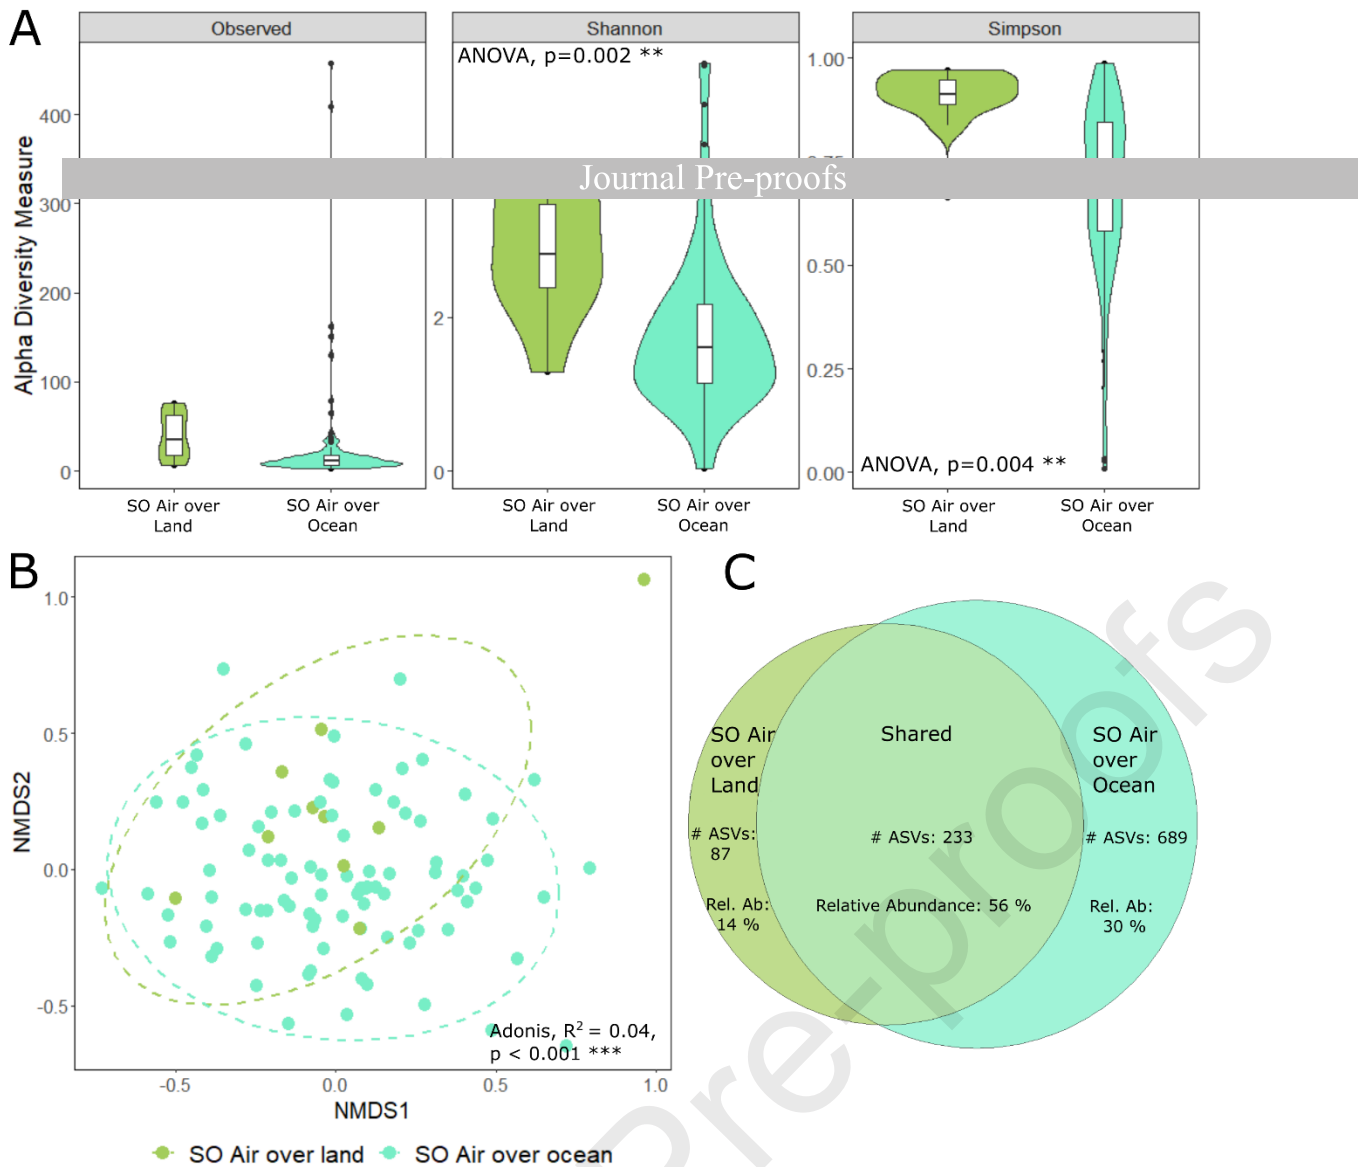 A
Observed
Shannon
Simpson
ANOVA, p=0.002 **
1.00
400
Journal Pre-proofs
300
200
100
0
2
0
0.50
0.25
0.00
ANOVA, p=0.004 **
Alpha Diversity Measure
SO Air over
Land
SO Air over
Ocean
SO Air over
Land
SO Air over
Ocean
SO Air over
Land
SO Air over
Ocean
B
1.0
0.5
0.0
-0.5
NMDS2
Adonis, R² = 0.04,
p < 0.001 ***
-0.5
0.0
0.5
1.0
NMDS1
SO Air over land
SO Air over ocean
C
SO Air
over
Land
# ASVs:
87
Rel. Ab:
14 %
Shared
# ASVs: 233
Relative Abundance: 56 %
SO Air
over
Ocean
# ASVs: 689
Rel. Ab:
30 %
Pre-proofs